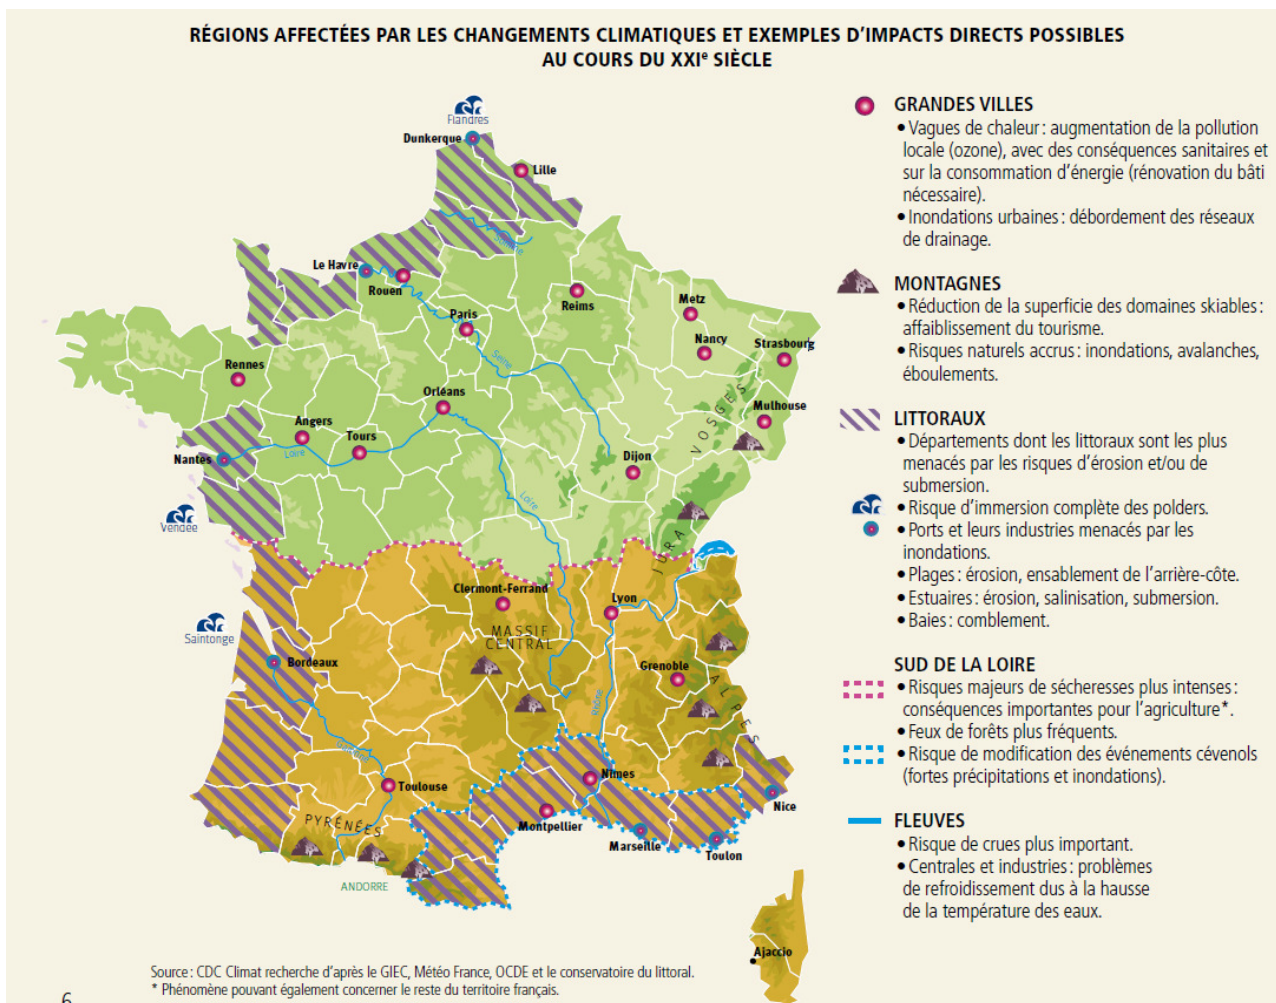 RÉGIONS AFFECTÉES PAR LES CHANGEMENTS CLIMATIQUES ET EXEMPLES D'IMPACTS DIRECTS POSSIBLES
AU COURS DU XXIe SIÈCLE
Flandres
Dunkerque
Lille
Somme
Le Havre
Rouen
Reims
Metz
Paris
Nancy
Strasbourg
Seine
Rennes
Orléans
VOSGES
Mulhouse
Angers
Tours
Loire
Nantes
Dijon
Loire
Vendée
JURA
Clermont-Ferrand
Lyon
MASSIF
CENTRAL
Saintonge
Bordeaux
Grenoble
ALPES
Rhône
Garonne
Toulouse
Nîmes
Nice
PYRÉNÉES
Montpellier
Marseille
Toulon
ANDORRE
Ajaccio
GRANDES VILLES
• Vagues de chaleur : augmentation de la pollution
locale (ozone), avec des conséquences sanitaires et
sur la consommation d'énergie (rénovation du bâti
nécessaire).
• Inondations urbaines : débordement des réseaux
de drainage.
MONTAGNES
• Réduction de la superficie des domaines skiables :
affaiblissement du tourisme.
• Risques naturels accrus : inondations, avalanches,
éboulements.
LITTORAUX
• Départements dont les littoraux sont les plus
menacés par les risques d'érosion et/ou de
submersion.
• Risque d'immersion complète des polders.
• Ports et leurs industries menacés par les
inondations.
• Plages : érosion, ensablement de l'arrière-côte.
• Estuaires : érosion, salinisation, submersion.
• Baies : comblement.
SUD DE LA LOIRE
• Risques majeurs de sécheresses plus intenses :
conséquences importantes pour l'agriculture*.
• Feux de forêts plus fréquents.
• Risque de modification des événements cévenols
(fortes précipitations et inondations).
FLEUVES
• Risque de crues plus important.
• Centrales et industries : problèmes
de refroidissement dus à la hausse
de la température des eaux.
Source : CDC Climat recherche d'après le GIEC, Météo France, OCDE et le conservatoire du littoral.
* Phénomène pouvant également concerner le reste du territoire français.
6